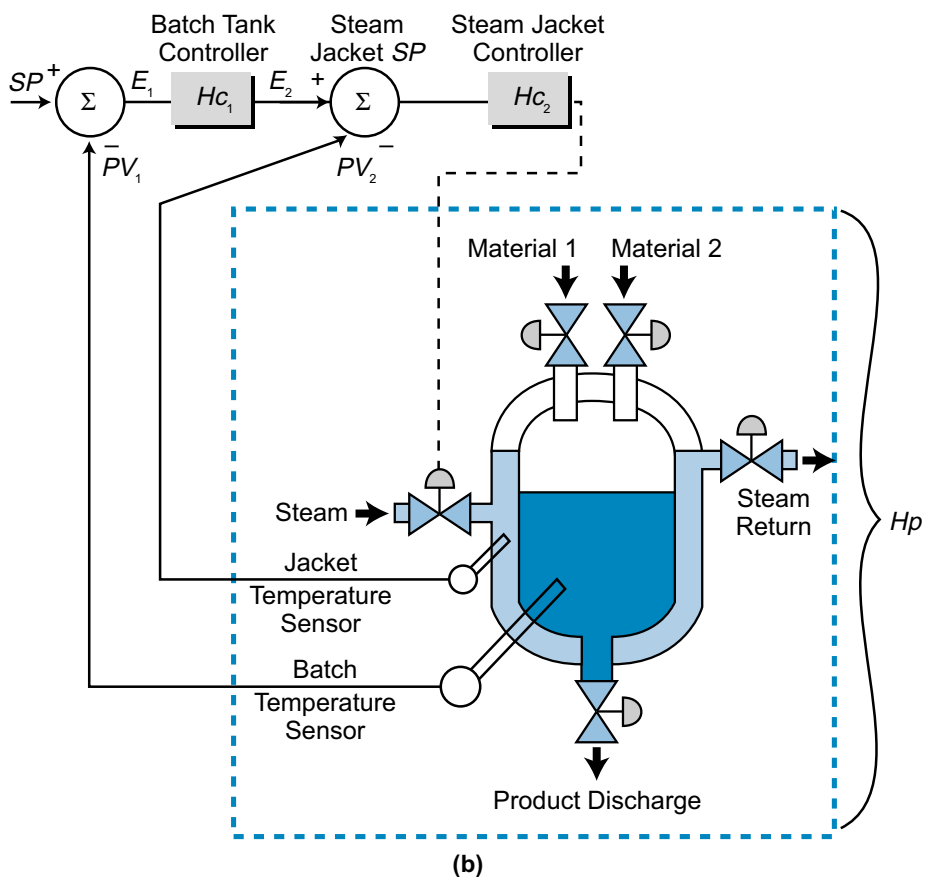 Batch Tank
Controller
Steam
Jacket SP
Steam Jacket
Controller
SP
+
Σ
E₁
Hc₁
E₂
+
Σ
Hc₂
−
PV₁
PV₂
−
Material 1
Material 2
Steam
Steam
Return
Hp
Jacket
Temperature
Sensor
Batch
Temperature
Sensor
Product Discharge
(b)